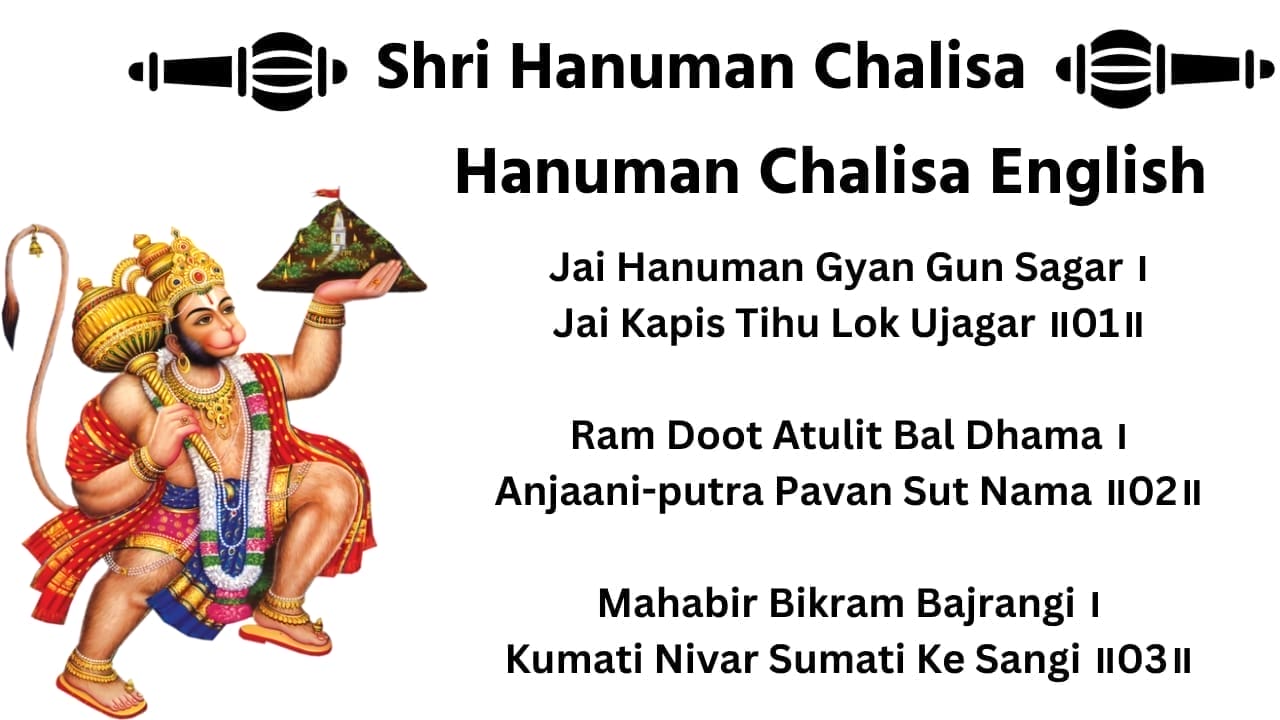 Shri Hanuman Chalisa
Hanuman Chalisa English
Jai Hanuman Gyan Gun Sagar ।
Jai Kapis Tihu Lok Ujagar ॥01॥
Ram Doot Atulit Bal Dhama ।
Anjaani-putra Pavan Sut Nama ॥02॥
Mahabir Bikram Bajrangi ।
Kumati Nivar Sumati Ke Sangi ॥03॥